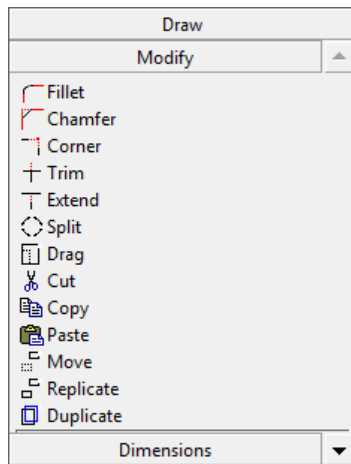 Draw
Modify
Fillet
Chamfer
Corner
Trim
Extend
Split
Drag
Cut
Copy
Paste
Move
Replicate
Duplicate
Dimensions